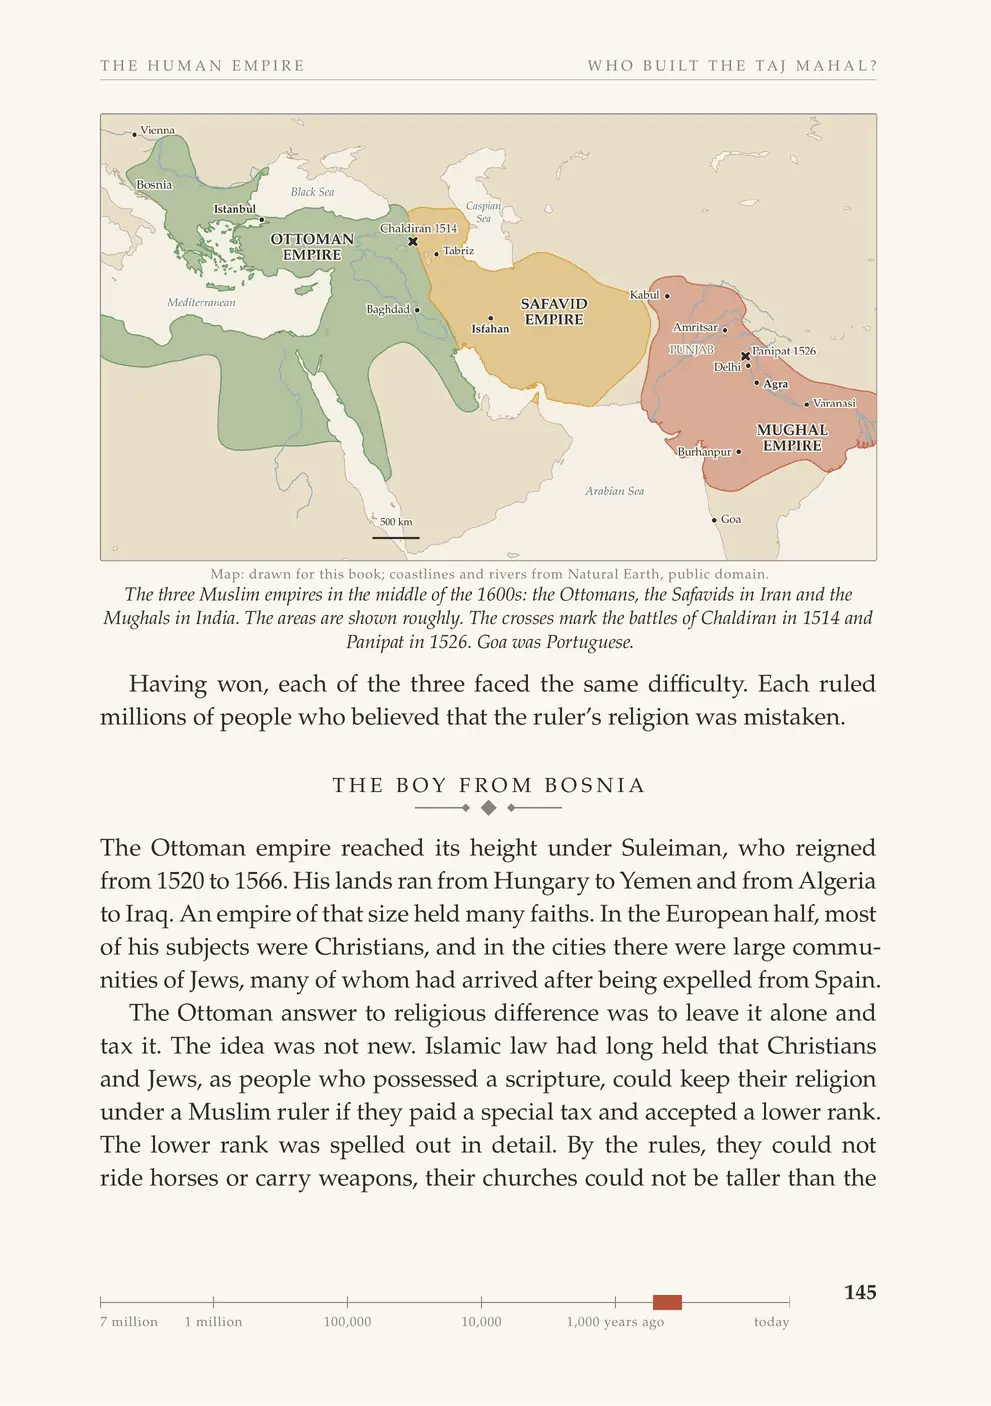 THE HUMAN EMPIRE
WHO BUILT THE TAJ MAHAL?
Vienna
Bosnia
Istanbul
Black Sea
Caspian
Sea
Chaldiran 1514
OTTOMAN
EMPIRE
Tabriz
Mediterranean
Baghdad
SAFAVID
EMPIRE
Isfahan
Kabul
Amritsar
PUNJAB
Panipat 1526
Delhi
Agra
Varanasi
MUGHAL
EMPIRE
Burhanpur
Arabian Sea
Goa
500 km
Map: drawn for this book; coastlines and rivers from Natural Earth, public domain.
The three Muslim empires in the middle of the 1600s: the Ottomans, the Safavids in Iran and the
Mughals in India. The areas are shown roughly. The crosses mark the battles of Chaldiran in 1514 and
Panipat in 1526. Goa was Portuguese.
Having won, each of the three faced the same difficulty. Each ruled
millions of people who believed that the ruler's religion was mistaken.
THE BOY FROM BOSNIA
The Ottoman empire reached its height under Suleiman, who reigned
from 1520 to 1566. His lands ran from Hungary to Yemen and from Algeria
to Iraq. An empire of that size held many faiths. In the European half, most
of his subjects were Christians, and in the cities there were large commu-
nities of Jews, many of whom had arrived after being expelled from Spain.
The Ottoman answer to religious difference was to leave it alone and
tax it. The idea was not new. Islamic law had long held that Christians
and Jews, as people who possessed a scripture, could keep their religion
under a Muslim ruler if they paid a special tax and accepted a lower rank.
The lower rank was spelled out in detail. By the rules, they could not
ride horses or carry weapons, their churches could not be taller than the
145
7 million
1 million
100,000
10,000
1,000 years ago
today